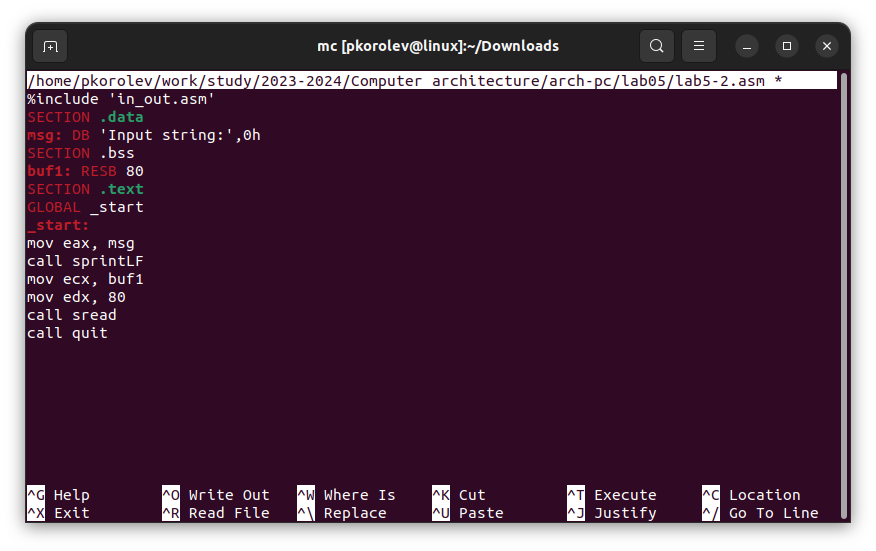 mc [pkorolev@linux]:~/Downloads
/home/pkorolev/work/study/2023-2024/Computer architecture/arch-pc/lab05/lab5-2.asm *
%include 'in_out.asm'
SECTION .data
msg: DB 'Input string:',0h
SECTION .bss
buf1: RESB 80
SECTION .text
GLOBAL _start
_start:
mov eax, msg
call sprintLF
mov ecx, buf1
mov edx, 80
call sread
call quit
^G Help ^O Write Out ^W Where Is ^K Cut ^T Execute ^C Location
^X Exit ^R Read File ^\ Replace ^U Paste ^J Justify ^/ Go To Line